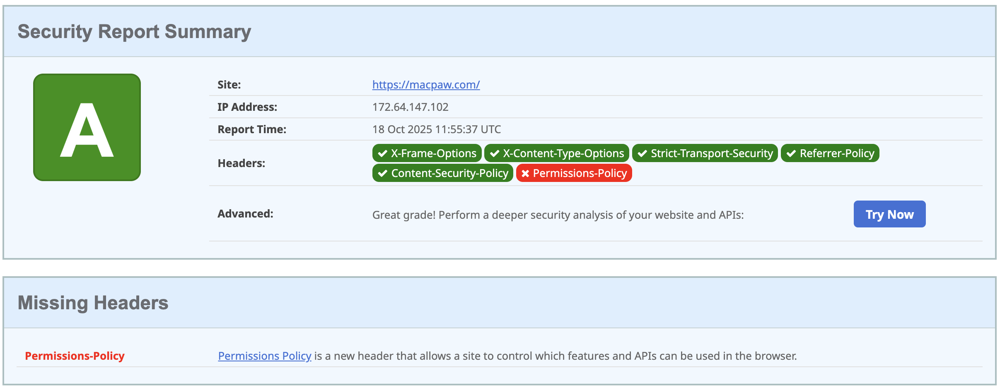 Security Report Summary
A
Site: https://macpaw.com/
IP Address: 172.64.147.102
Report Time: 18 Oct 2025 11:55:37 UTC
Headers: X-Frame-Options X-Content-Type-Options Strict-Transport-Security Referrer-Policy
Content-Security-Policy Permissions-Policy
Advanced: Great grade! Perform a deeper security analysis of your website and APIs: Try Now
Missing Headers
Permissions-Policy Permissions Policy is a new header that allows a site to control which features and APIs can be used in the browser.